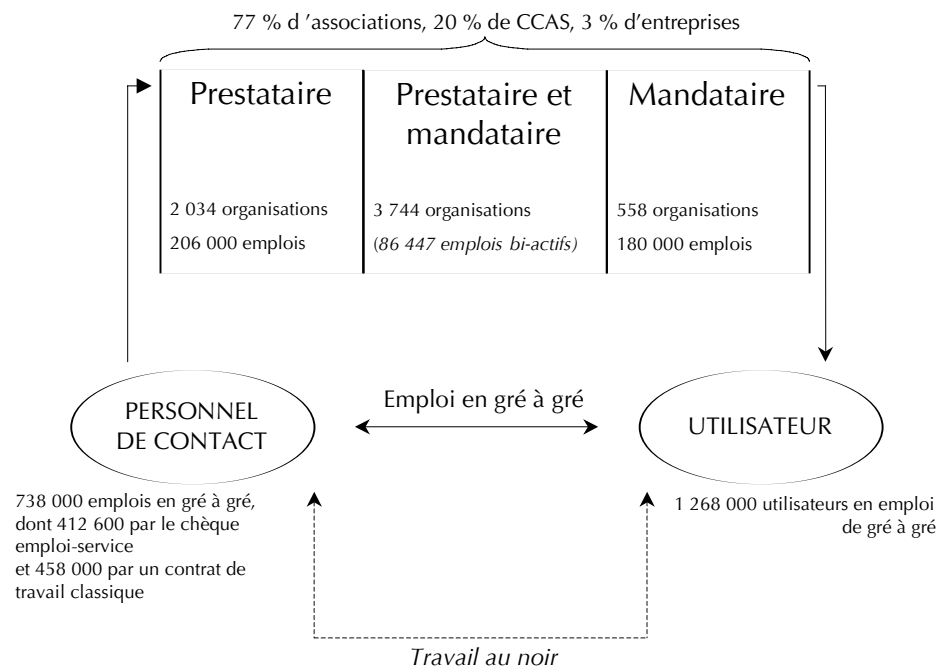 77 % d ’associations, 20 % de CCAS, 3 % d’entreprises
Prestataire
2 034 organisations
206 000 emplois
Prestataire et
mandataire
3 744 organisations
(86 447 emplois bi-actifs)
Mandataire
558 organisations
180 000 emplois
PERSONNEL
DE CONTACT
Emploi en gré à gré
UTILISATEUR
738 000 emplois en gré à gré,
dont 412 600 par le chèque
emploi-service
et 458 000 par un contrat de
travail classique
1 268 000 utilisateurs en emploi
de gré à gré
Travail au noir